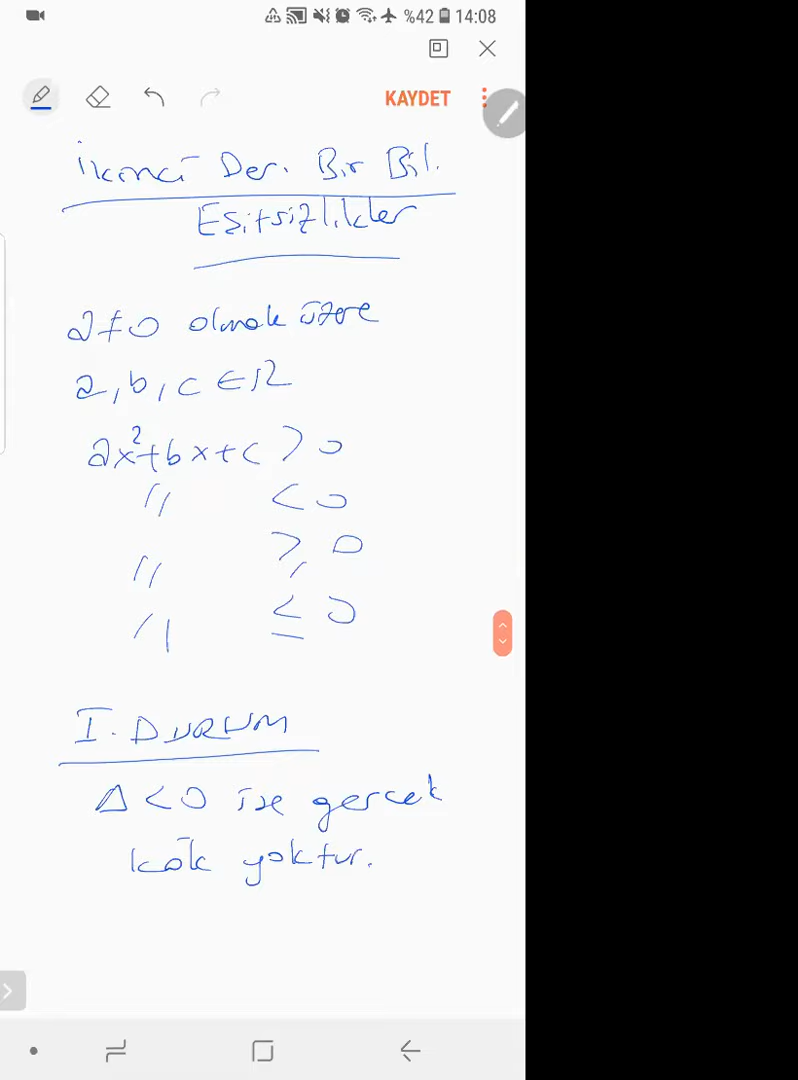 %42 14:08
KAYDET
İkinci Der. Bir Bil.
Eşitsizlikler
a ≠ 0 olmak üzere
a, b, c ∈ R
ax²+bx+c > 0
" < 0
" ≥ 0
" ≤ 0
I. DURUM
Δ < 0 ise gercek
kök yoktur.